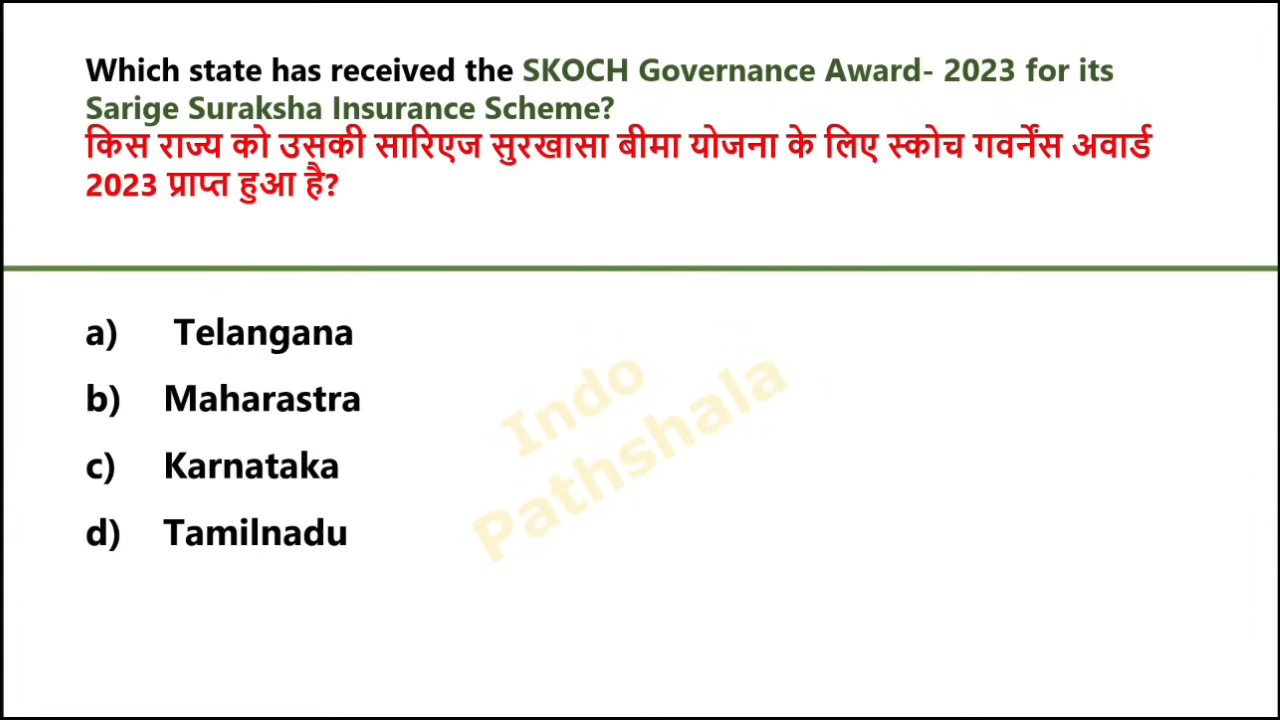 Which state has received the SKOCH Governance Award- 2023 for its
Sarige Suraksha Insurance Scheme?
किस राज्य को उसकी सारिएज सुरखासा बीमा योजना के लिए स्कोच गवर्नेंस अवार्ड
2023 प्राप्त हुआ है?
a) Telangana
b) Maharastra
c) Karnataka
d) Tamilnadu
Indo
Pathshala